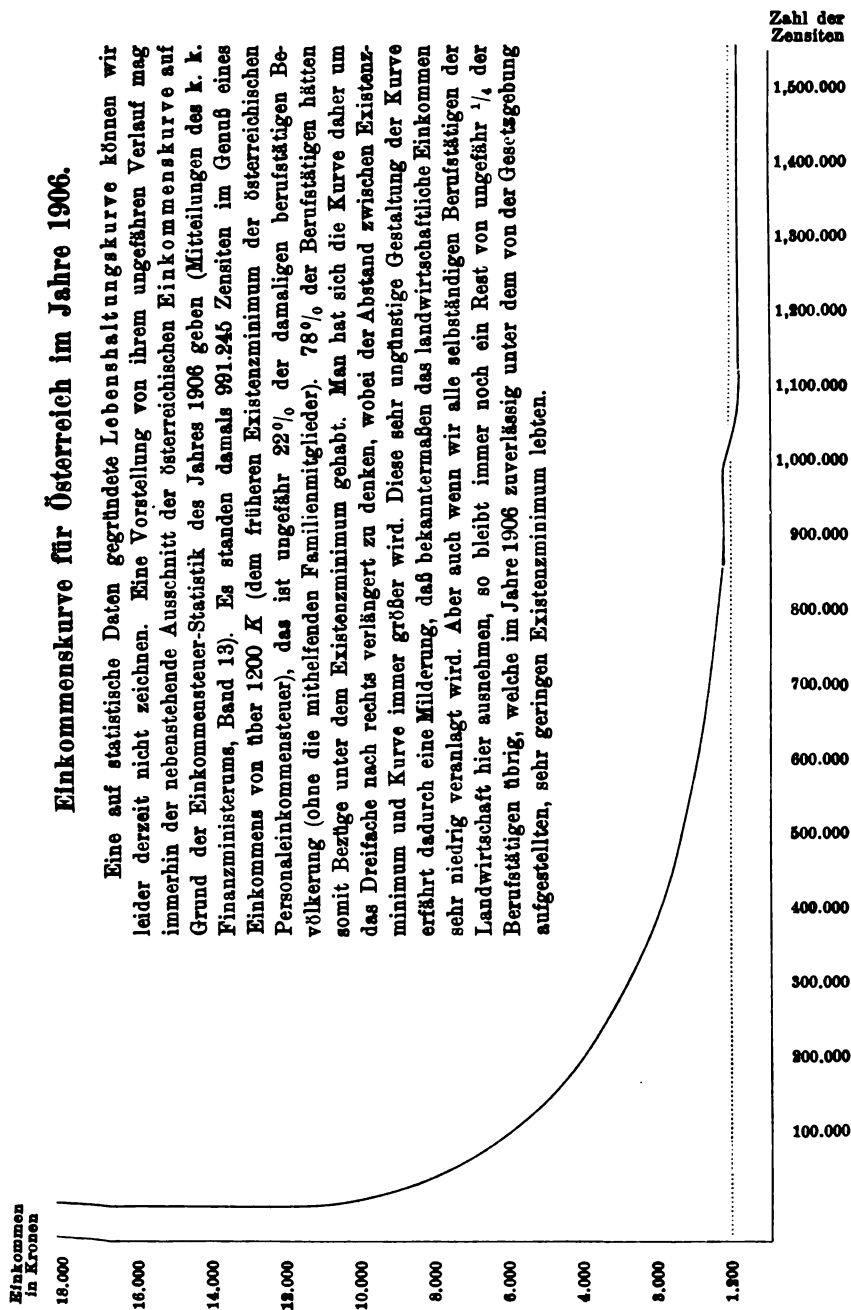 Einkommenskurve für Österreich im Jahre 1906.
Eine auf statistische Daten gegründete Lebenshaltungskurve können wir
leider derzeit nicht zeichnen. Eine Vorstellung von ihrem ungefähren Verlauf mag
immerhin der nebenstehende Ausschnitt der österreichischen Einkommenskurve auf
Grund der Einkommensteuer-Statistik des Jahres 1906 geben (Mitteilungen des k. k.
Finanzministerums, Band 13). Es standen damals 991.245 Zensiten im Genuß eines
Einkommens von über 1200 K (dem früheren Existenzminimum der österreichischen
Personaleinkommensteuer), das ist ungefähr 22% der damaligen berufstätigen Be-
völkerung (ohne die mithelfenden Familienmitglieder). 78% der Berufstätigen hätten
somit Bezüge unter dem Existenzminimum gehabt. Man hat sich die Kurve daher um
das Dreifache nach rechts verlängert zu denken, wobei der Abstand zwischen Existenz-
minimum und Kurve immer größer wird. Diese sehr ungünstige Gestaltung der Kurve
erfährt dadurch eine Milderung, daß bekanntermaßen das landwirtschaftliche Einkommen
sehr niedrig veranlagt wird. Aber auch wenn wir alle selbständigen Berufstätigen der
Landwirtschaft hier ausnehmen, so bleibt immer noch ein Rest von ungefähr 1/4 der
Berufstätigen übrig, welche im Jahre 1906 zuverlässig unter dem von der Gesetzgebung
aufgestellten, sehr geringen Existenzminimum lebten.
Einkommen
in Kronen
18.000
16.000
14.000
12.000
10.000
8.000
6.000
4.000
3.000
1.200
100.000
200.000
300.000
400.000
500.000
600.000
700.000
800.000
900.000
1,000.000
1,100.000
1,200.000
1,300.000
1,400.000
1,500.000
Zahl der
Zensiten